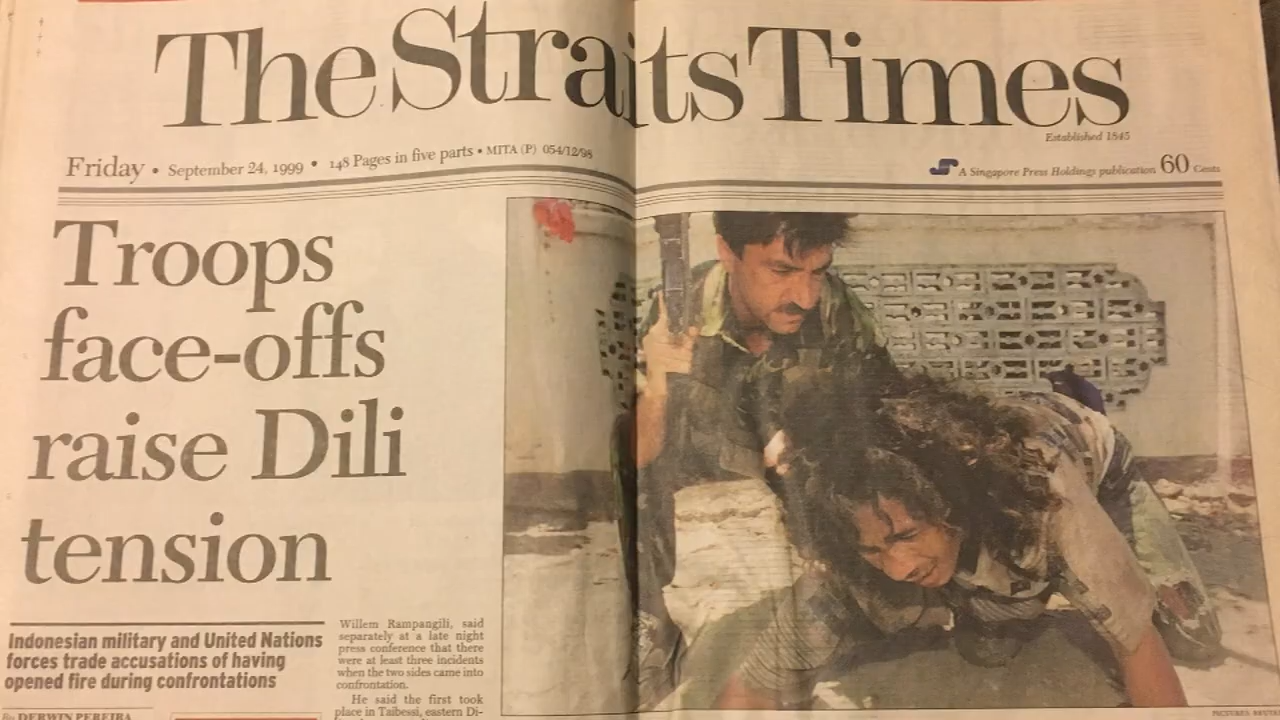 The Straits Times
Established 1845
Friday • September 24, 1999 • 148 Pages in five parts • MITA (P) 054/12/98
A Singapore Press Holdings publication 60 Cents
Troops
face-offs
raise Dili
tension
Indonesian military and United Nations
forces trade accusations of having
opened fire during confrontations
By DERWIN PEREIRA
Willem Rampangili, said
separately at a late night
press conference that there
were at least three incidents
when the two sides came into
confrontation.
He said the first took
place in Taibessi, eastern Di-